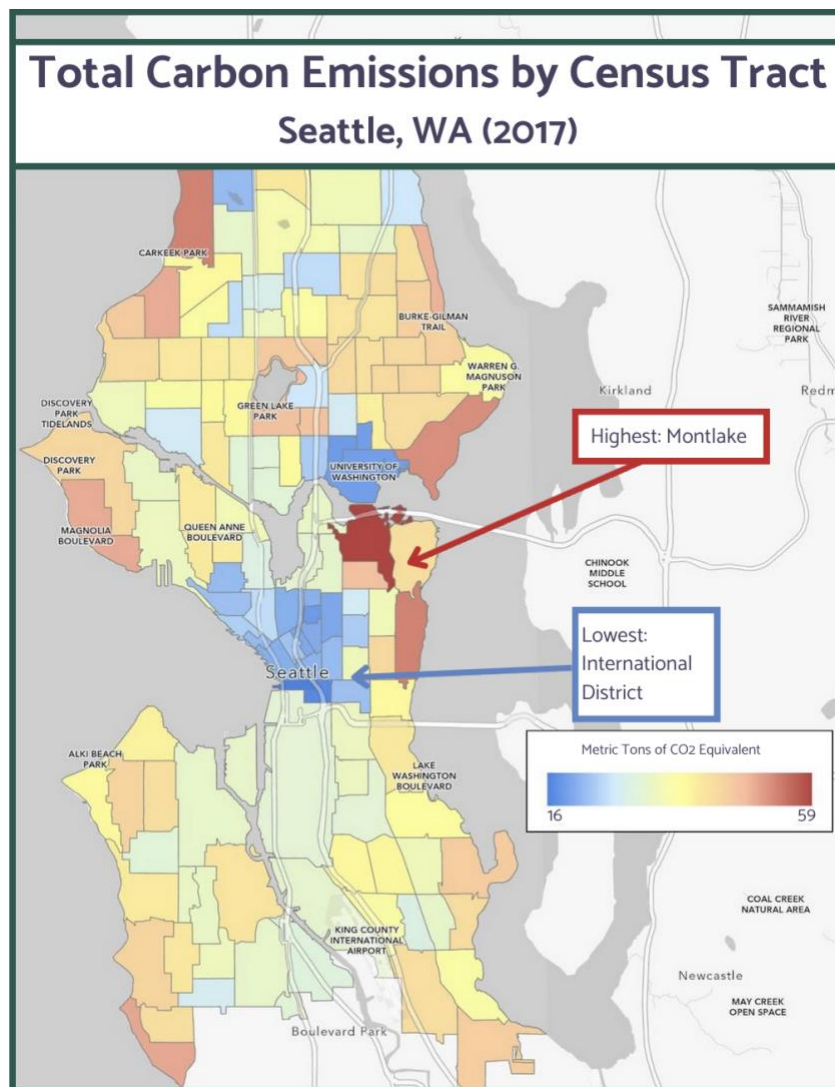 Total Carbon Emissions by Census Tract
Seattle, WA (2017)
CARKEEK PARK
BURKE-GILMAN
TRAIL
SAMMAMISH
RIVER
REGIONAL
PARK
WARREN G.
MAGNUSON
PARK
Kirkland
Redm
DISCOVERY
PARK
TIDELANDS
GREEN LAKE
PARK
Highest: Montlake
DISCOVERY
PARK
UNIVERSITY OF
WASHINGTON
MAGNOLIA
BOULEVARD
QUEEN ANNE
BOULEVARD
CHINOOK
MIDDLE
SCHOOL
Lowest:
International
District
Seattle
ALKI BEACH
PARK
LAKE
WASHINGTON
BOULEVARD
Metric Tons of CO2 Equivalent
16
59
COAL CREEK
NATURAL AREA
KING COUNTY
INTERNATIONAL
AIRPORT
Newcastle
MAY CREEK
OPEN SPACE
Boulevard Park